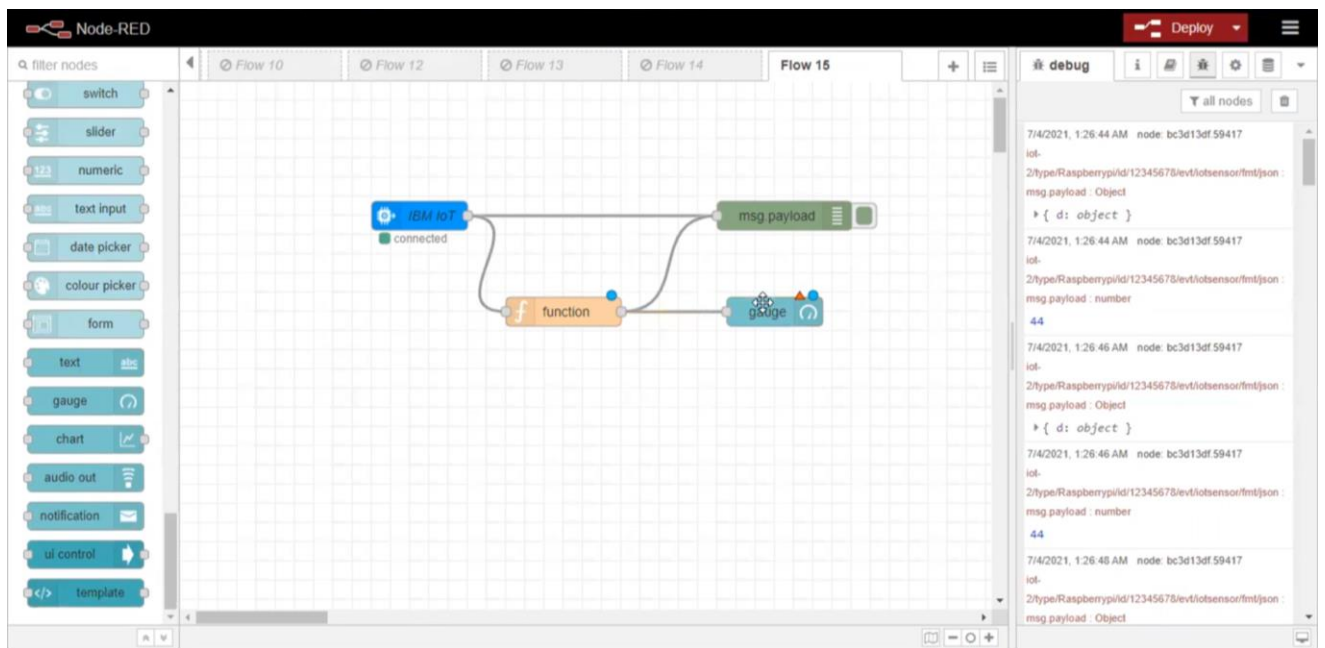 Node-RED
Deploy
filter nodes
Flow 10
Flow 12
Flow 13
Flow 14
Flow 15
debug
i
all nodes
switch
slider
123 numeric
abc text input
date picker
colour picker
form
text abc
gauge
chart
audio out
notification
ui control
</> template
IBM IoT
connected
msg.payload
f function
gauge
7/4/2021, 1:26:44 AM node: bc3d13df.59417
iot-
2/type/Raspberrypi/id/12345678/evt/iotsensor/fmt/json :
msg.payload : Object
{ d: object }
7/4/2021, 1:26:44 AM node: bc3d13df.59417
iot-
2/type/Raspberrypi/id/12345678/evt/iotsensor/fmt/json :
msg.payload : number
44
7/4/2021, 1:26:46 AM node: bc3d13df.59417
iot-
2/type/Raspberrypi/id/12345678/evt/iotsensor/fmt/json :
msg.payload : Object
{ d: object }
7/4/2021, 1:26:46 AM node: bc3d13df.59417
iot-
2/type/Raspberrypi/id/12345678/evt/iotsensor/fmt/json :
msg.payload : number
44
7/4/2021, 1:26:48 AM node: bc3d13df.59417
iot-
2/type/Raspberrypi/id/12345678/evt/iotsensor/fmt/json :
msg.payload : Object